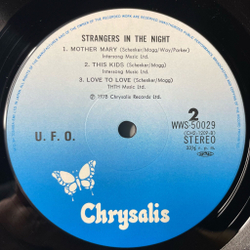 STRANGERS IN THE NIGHT
1. MOTHER MARY (Schenker/Mogg/Way/Parker)
Intersong Music Ltd.
2. THIS KIDS (Schenker/Mogg)
Intersong Music Ltd.
3. LOVE TO LOVE (Schenker/Mogg)
THTH Music Ltd.
Ⓟ 1978 Chrysalis Records Ltd.
2
WWS-50029
U. F. O.
STEREO
Chrysalis